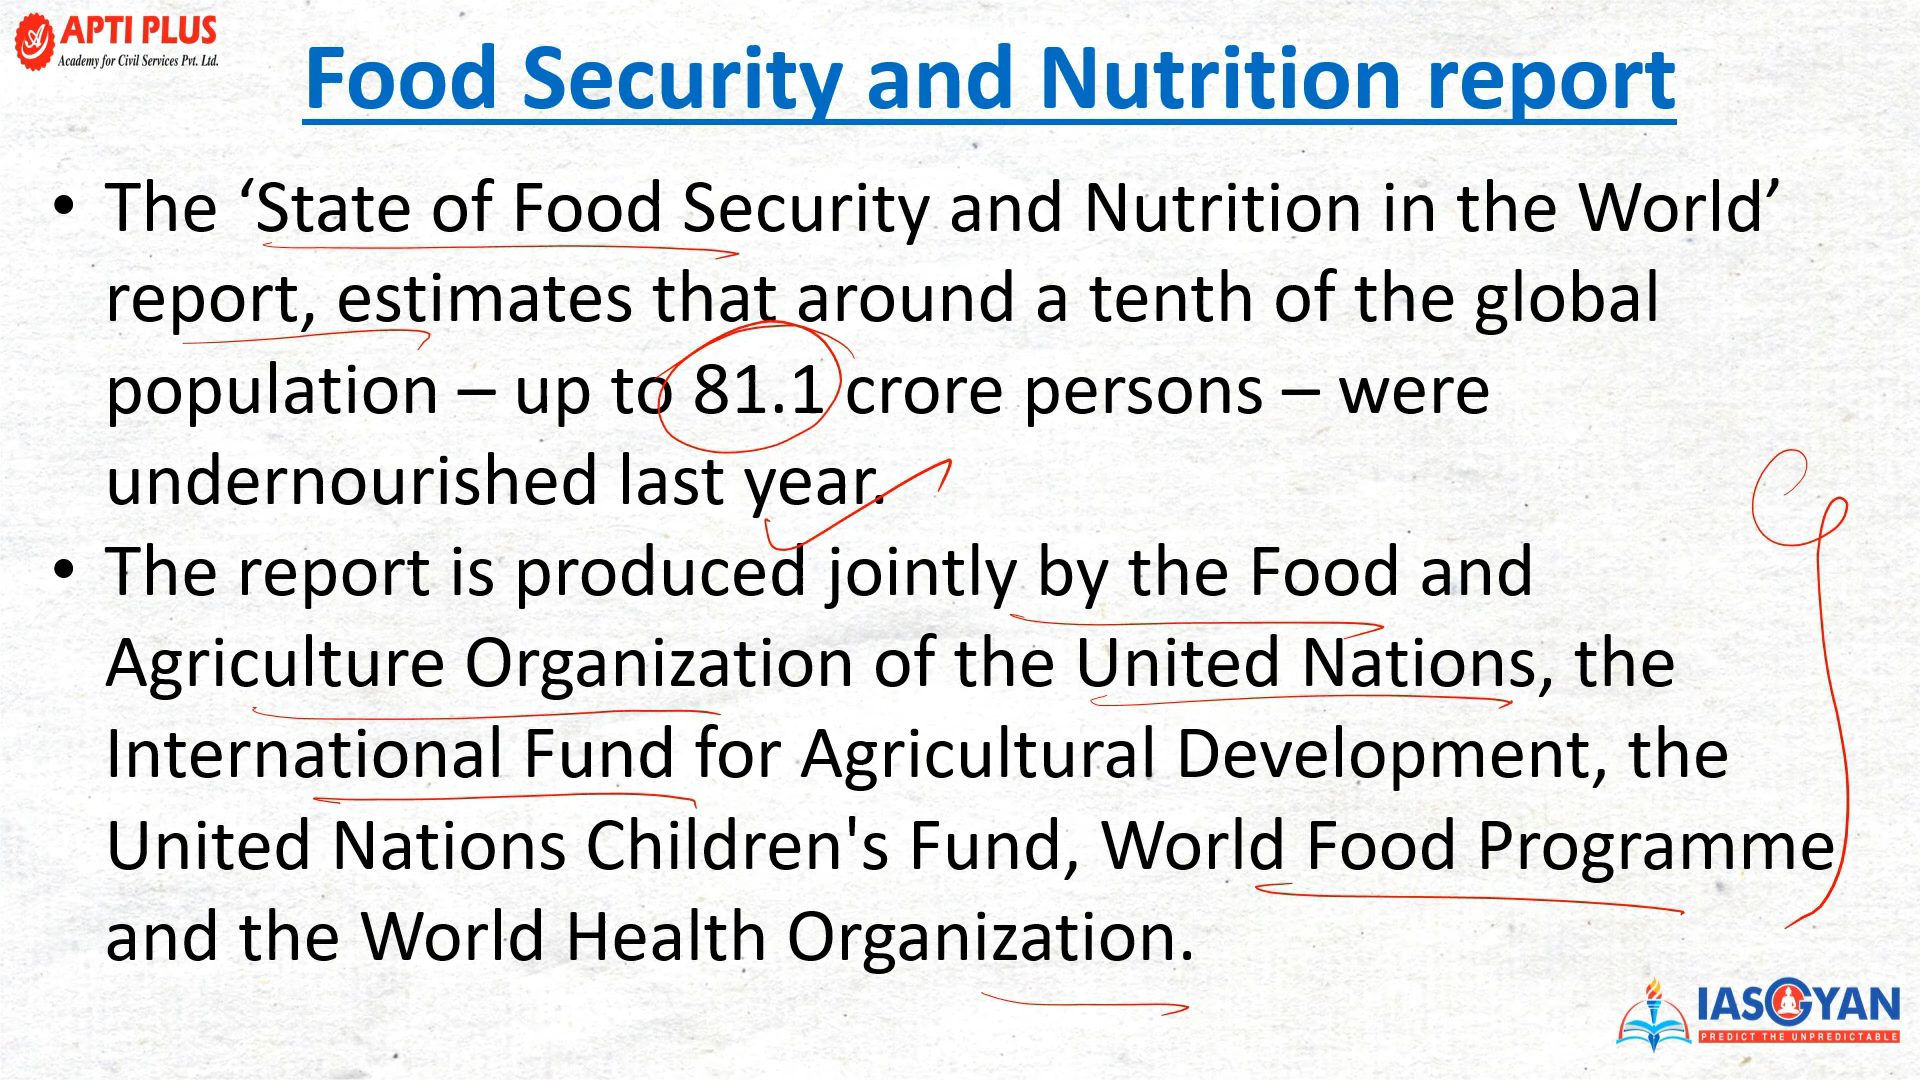 APTI PLUS
Academy for Civil Services Pvt. Ltd.
Food Security and Nutrition report
• The ‘State of Food Security and Nutrition in the World’
report, estimates that around a tenth of the global
population – up to 81.1 crore persons – were
undernourished last year.
• The report is produced jointly by the Food and
Agriculture Organization of the United Nations, the
International Fund for Agricultural Development, the
United Nations Children's Fund, World Food Programme
and the World Health Organization.
IASGYAN
PREDICT THE UNPREDICTABLE